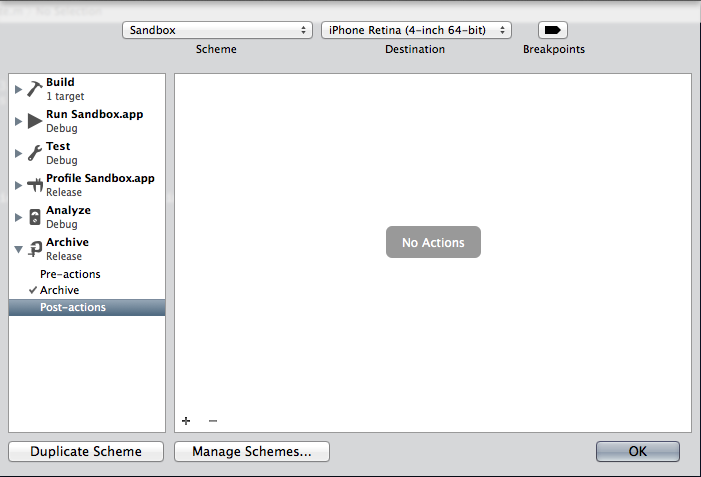 Sandbox
iPhone Retina (4-inch 64-bit)
Scheme
Destination
Breakpoints
Build
1 target
Run Sandbox.app
Debug
Test
Debug
Profile Sandbox.app
Release
Analyze
Debug
Archive
Release
Pre-actions
Archive
Post-actions
No Actions
Duplicate Scheme
Manage Schemes...
OK